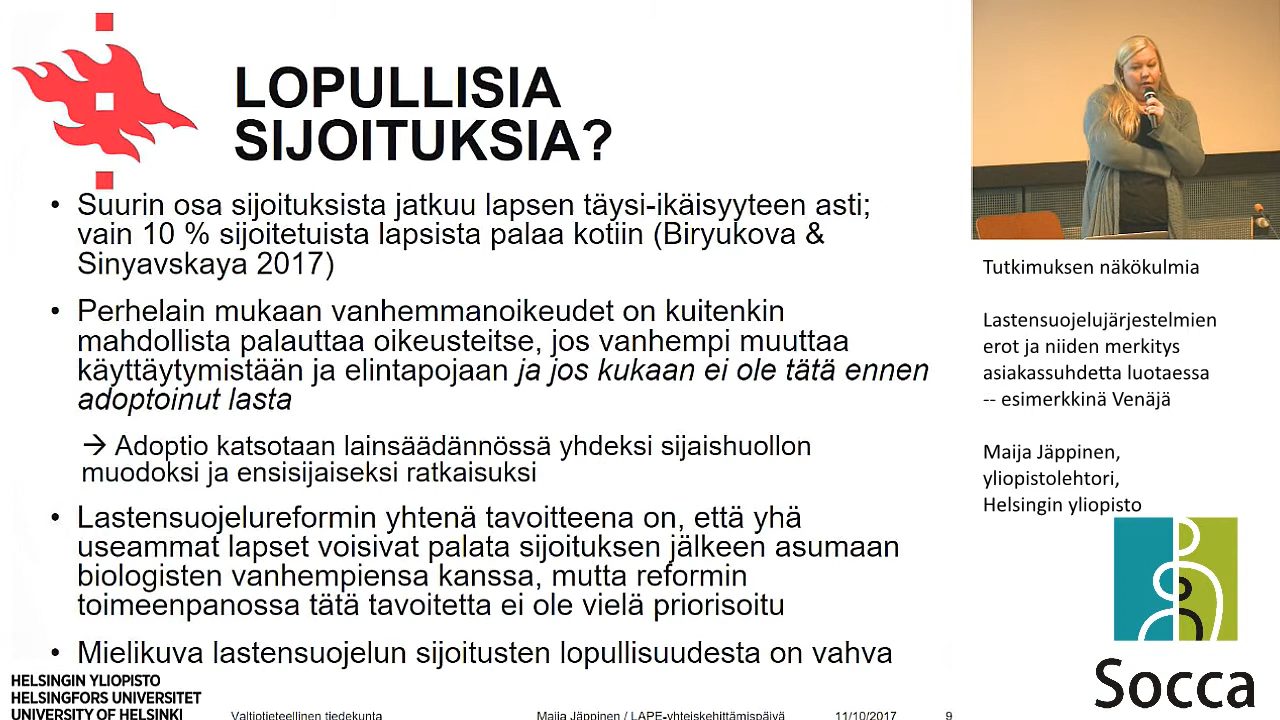 LOPULLISIA
SIJOITUKSIA?
• Suurin osa sijoituksista jatkuu lapsen täysi-ikäisyyteen asti;
vain 10 % sijoitetuista lapsista palaa kotiin (Biryukova &
Sinyavskaya 2017)
• Perhelain mukaan vanhemmanoikeudet on kuitenkin
mahdollista palauttaa oikeusteitse, jos vanhempi muuttaa
käyttäytymistään ja elintapojaan ja jos kukaan ei ole tätä ennen
adoptoinut lasta
→ Adoptio katsotaan lainsäädännössä yhdeksi sijaishuollon
muodoksi ja ensisijaiseksi ratkaisuksi
• Lastensuojelureformin yhtenä tavoitteena on, että yhä
useammat lapset voisivat palata sijoituksen jälkeen asumaan
biologisten vanhempiensa kanssa, mutta reformin
toimeenpanossa tätä tavoitetta ei ole vielä priorisoitu
• Mielikuva lastensuojelun sijoitusten lopullisuudesta on vahva
HELSINGIN YLIOPISTO
HELSINGFORS UNIVERSITET
UNIVERSITY OF HELSINKI
Valtiotieteellinen tiedekunta
Maija Jäppinen / LAPE-yhteiskehittämispäivä
11/10/2017
9
Tutkimuksen näkökulmia
Lastensuojelujärjestelmien
erot ja niiden merkitys
asiakassuhdetta luotaessa
-- esimerkkinä Venäjä
Maija Jäppinen,
yliopistolehtori,
Helsingin yliopisto
Socca